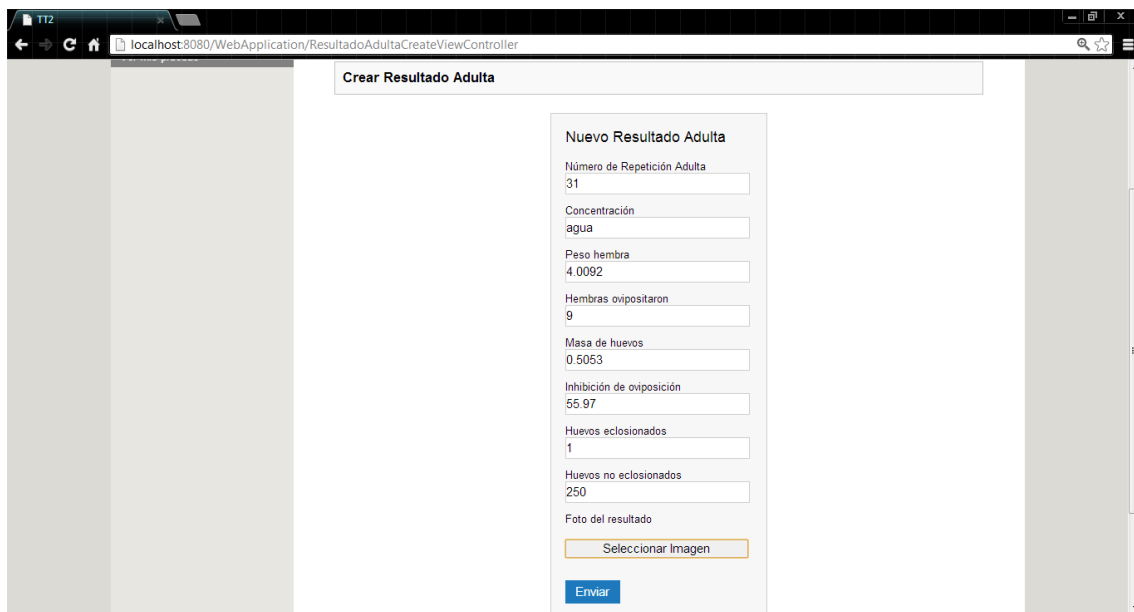 TT2
localhost:8080/WebApplication/ResultadoAdultaCreateViewController
Crear Resultado Adulta
Nuevo Resultado Adulta
Número de Repetición Adulta
31
Concentración
agua
Peso hembra
4.0092
Hembras ovipositaron
9
Masa de huevos
0.5053
Inhibición de oviposición
55.97
Huevos eclosionados
1
Huevos no eclosionados
250
Foto del resultado
Seleccionar Imagen
Enviar